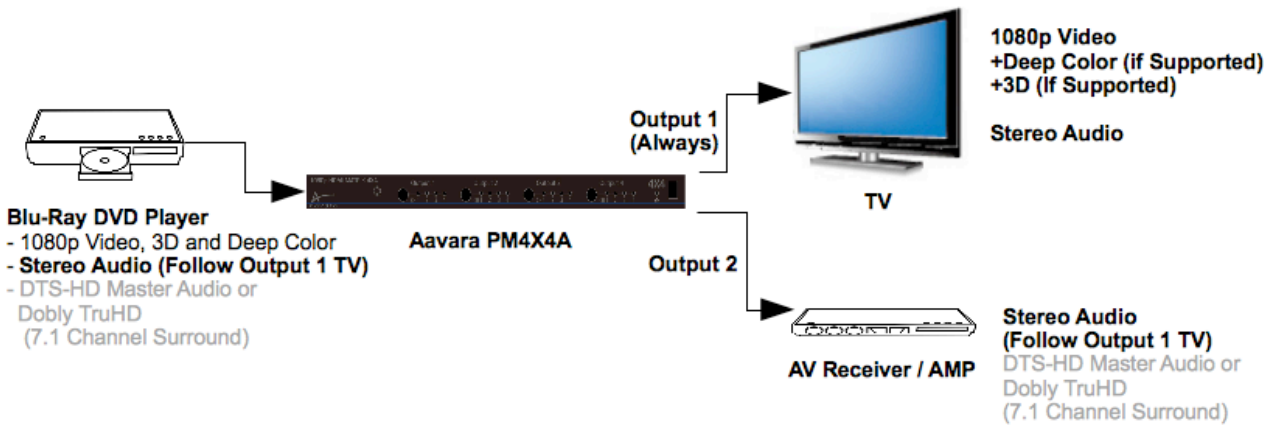 1080p Video
+Deep Color (if Supported)
+3D (If Supported)
Stereo Audio
Output 1
(Always)
TV
Blu-Ray DVD Player
- 1080p Video, 3D and Deep Color
- Stereo Audio (Follow Output 1 TV)
- DTS-HD Master Audio or
Dobly TruHD
(7.1 Channel Surround)
4X4
Aavara PM4X4A
Output 2
AV Receiver / AMP
Stereo Audio
(Follow Output 1 TV)
DTS-HD Master Audio or
Dobly TruHD
(7.1 Channel Surround)